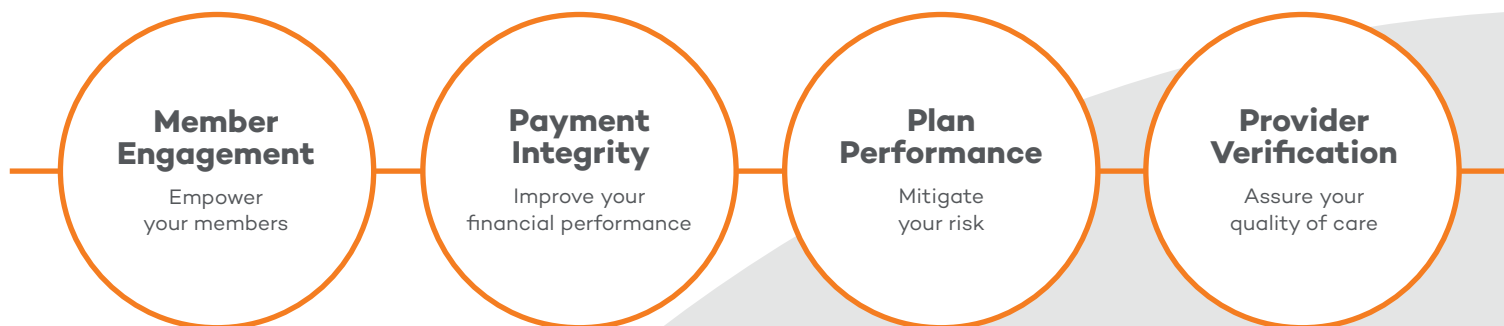 Member
Engagement
Empower
your members
Payment
Integrity
Improve your
financial performance
Plan
Performance
Mitigate
your risk
Provider
Verification
Assure your
quality of care